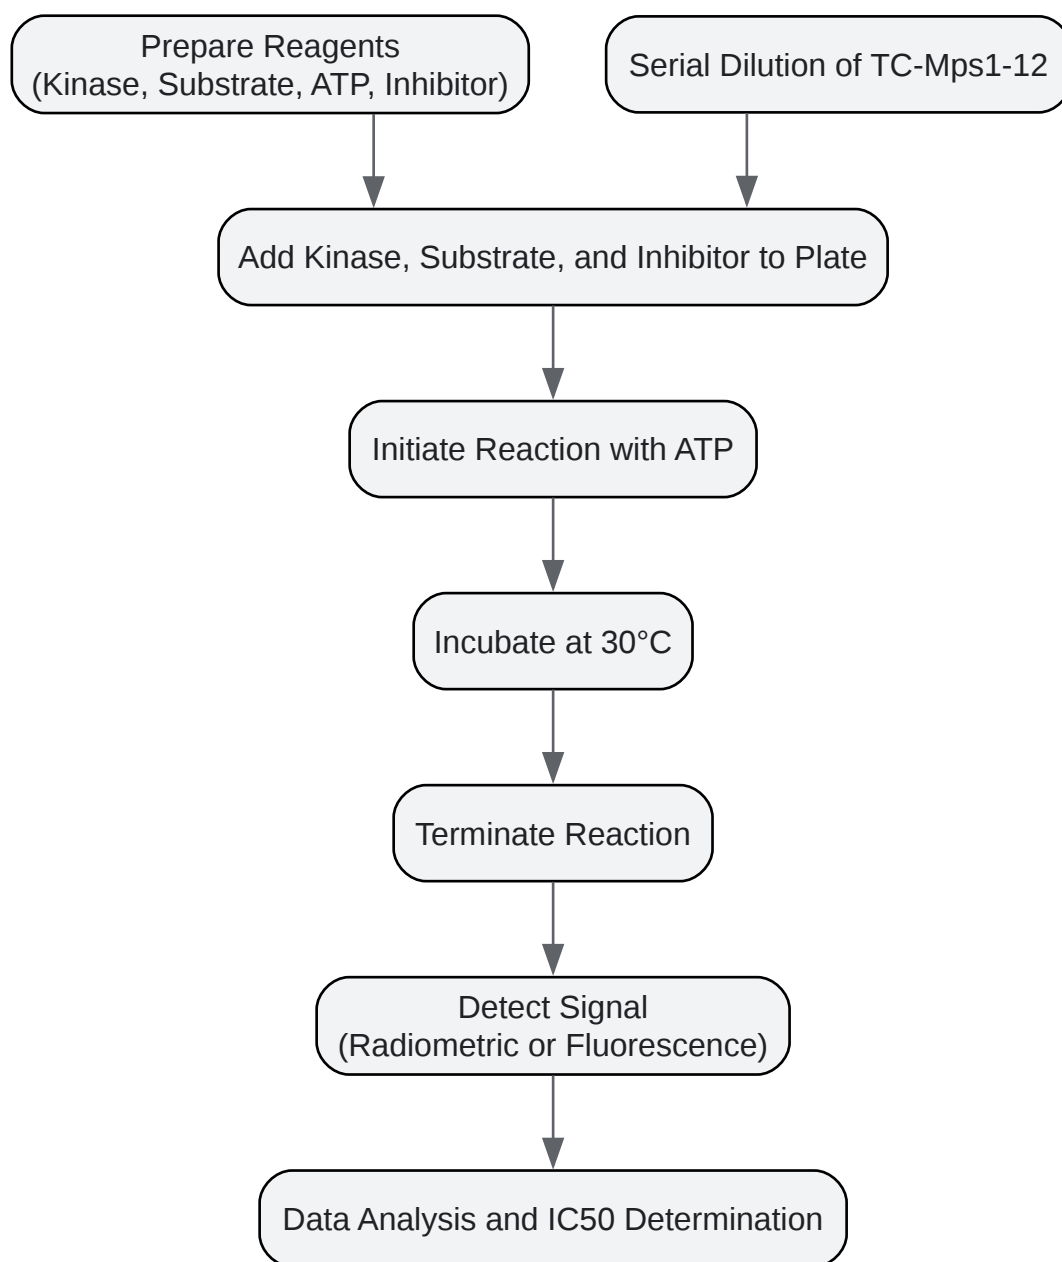 Prepare Reagents
(Kinase, Substrate, ATP, Inhibitor)
Serial Dilution of TC-Mps1-12
Add Kinase, Substrate, and Inhibitor to Plate
Initiate Reaction with ATP
Incubate at 30°C
Terminate Reaction
Detect Signal
(Radiometric or Fluorescence)
Data Analysis and IC50 Determination